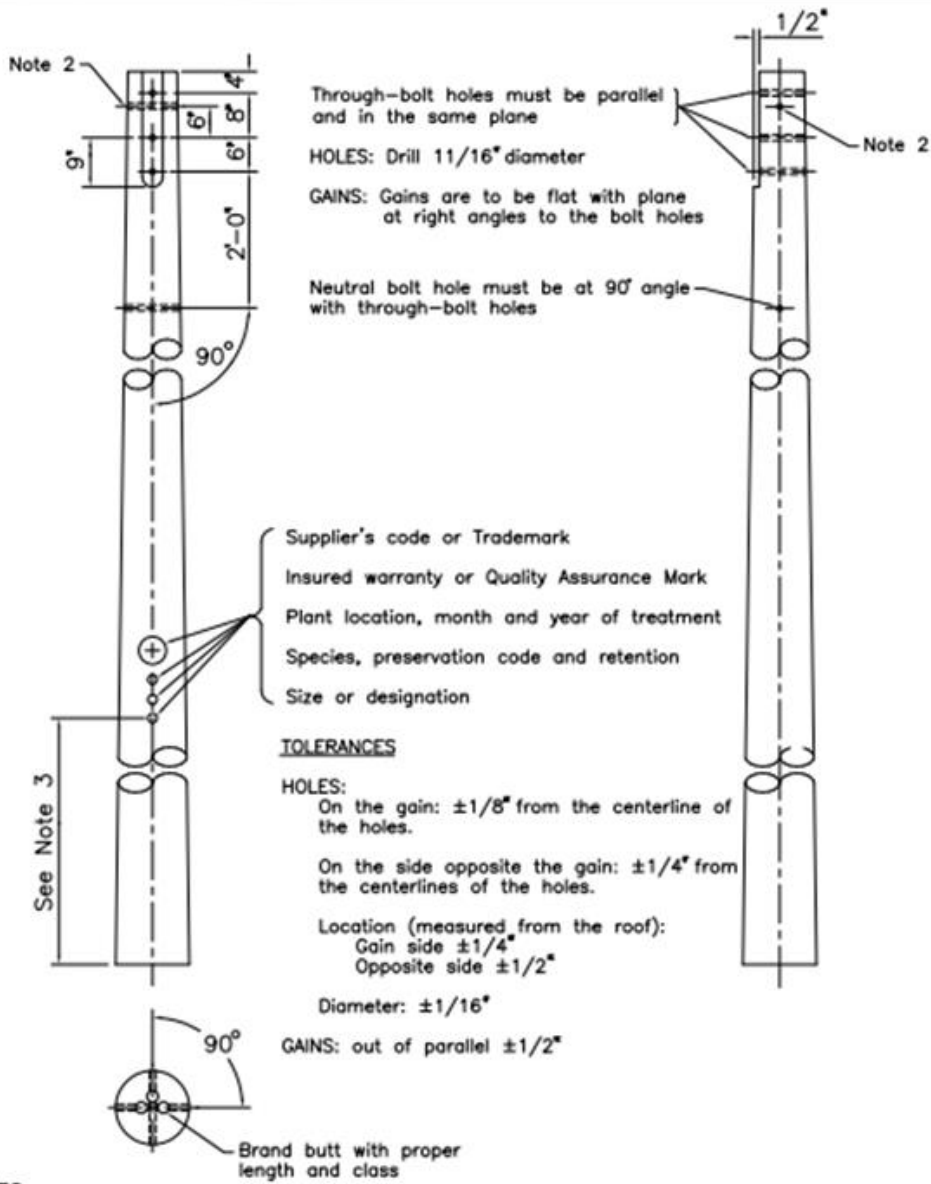 1/2"
Note 2
4"
8"
6"
6"
9"
2'-0"
Through-bolt holes must be parallel
and in the same plane
Note 2
HOLES: Drill 11/16" diameter
GAINS: Gains are to be flat with plane
at right angles to the bolt holes
Neutral bolt hole must be at 90° angle
with through-bolt holes
90°
Supplier's code or Trademark
Insured warranty or Quality Assurance Mark
Plant location, month and year of treatment
Species, preservation code and retention
Size or designation
See Note 3
TOLERANCES
HOLES:
On the gain: ±1/8" from the centerline of
the holes.
On the side opposite the gain: ±1/4" from
the centerlines of the holes.
Location (measured from the roof):
Gain side ±1/4"
Opposite side ±1/2"
Diameter: ±1/16"
GAINS: out of parallel ±1/2"
90°
Brand butt with proper
length and class